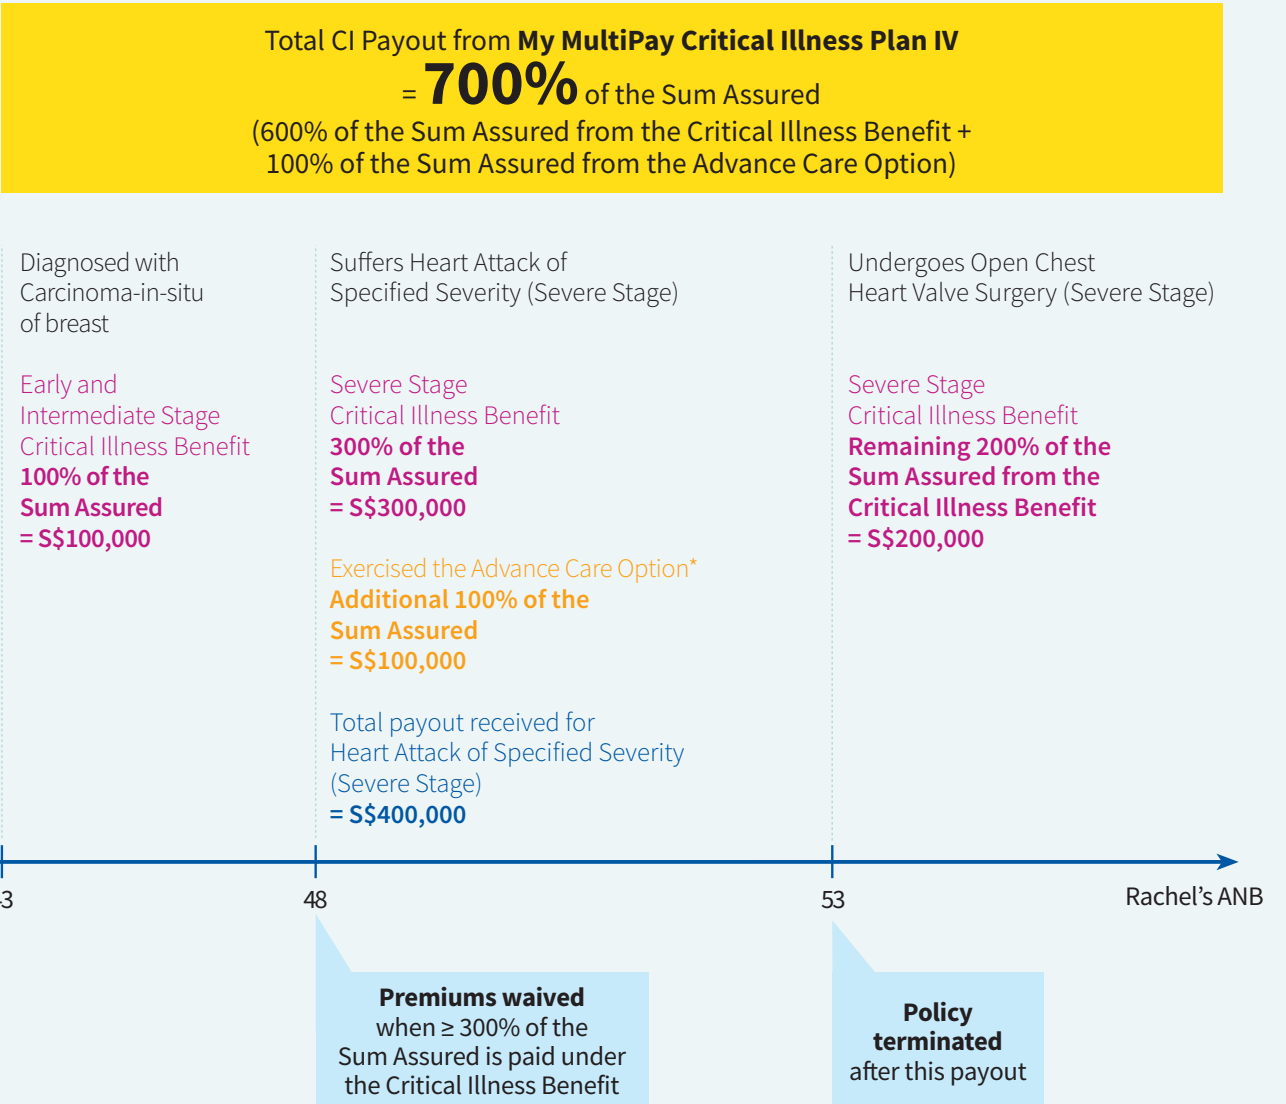 Total CI Payout from My MultiPay Critical Illness Plan IV
= 700% of the Sum Assured
(600% of the Sum Assured from the Critical Illness Benefit +
100% of the Sum Assured from the Advance Care Option)
Diagnosed with
Carcinoma-in-situ
of breast
Early and
Intermediate Stage
Critical Illness Benefit
100% of the
Sum Assured
= S$100,000
Suffers Heart Attack of
Specified Severity (Severe Stage)
Severe Stage
Critical Illness Benefit
300% of the
Sum Assured
= S$300,000
Exercised the Advance Care Option*
Additional 100% of the
Sum Assured
= S$100,000
Total payout received for
Heart Attack of Specified Severity
(Severe Stage)
= S$400,000
Undergoes Open Chest
Heart Valve Surgery (Severe Stage)
Severe Stage
Critical Illness Benefit
Remaining 200% of the
Sum Assured from the
Critical Illness Benefit
= S$200,000
3
48
53
Rachel's ANB
Premiums waived
when ≥ 300% of the
Sum Assured is paid under
the Critical Illness Benefit
Policy
terminated
after this payout